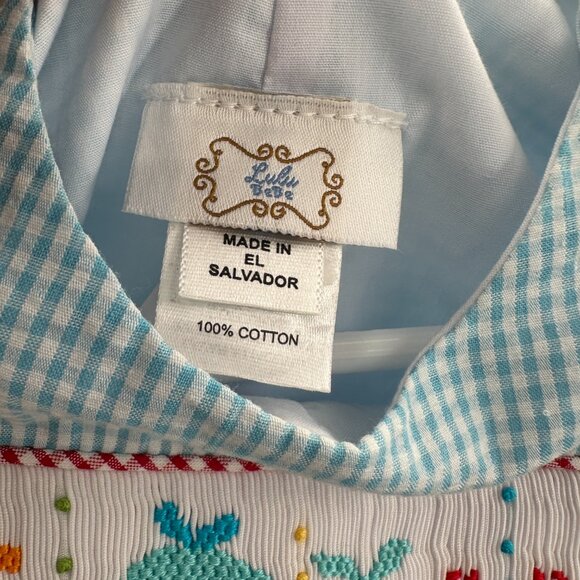 Lulu
BeBe
MADE IN
EL
SALVADOR
100% COTTON